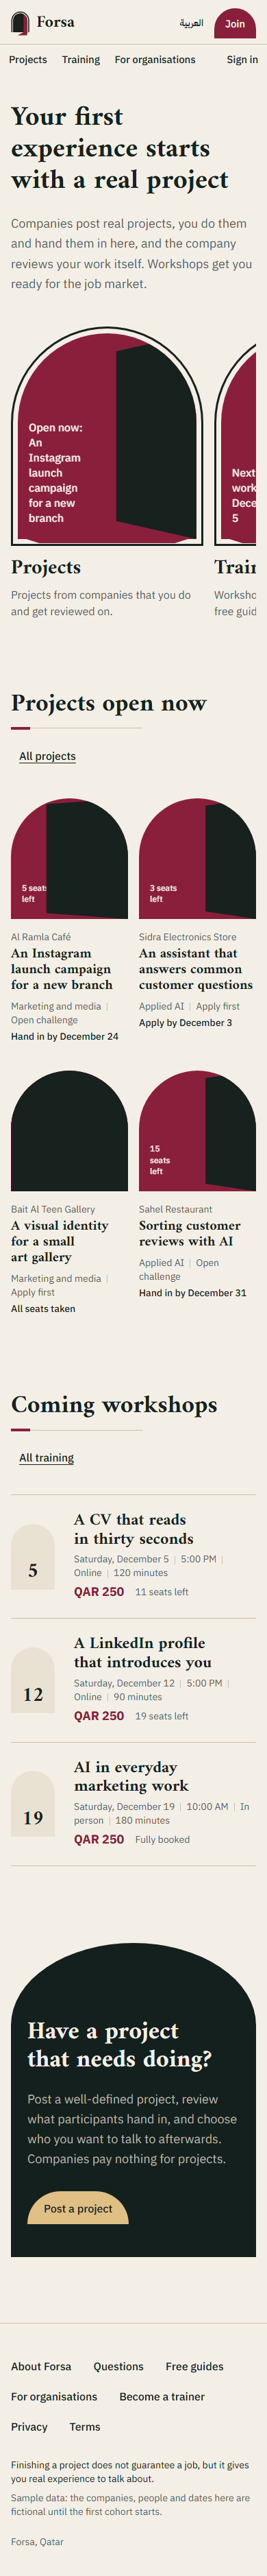 Forsa
العربية
Join
Projects Training For organisations Sign in
Your first
experience starts
with a real project
Companies post real projects, you do them
and hand them in here, and the company
reviews your work itself. Workshops get you
ready for the job market.
Open now:
An
Instagram
launch
campaign
for a new
branch
Next
work
Dece
5
Projects
Projects from companies that you do
and get reviewed on.
Train
Worksho
free guid
Projects open now
All projects
5 seats
left
3 seats
left
Al Ramla Café
An Instagram
launch campaign
for a new branch
Marketing and media |
Open challenge
Hand in by December 24
Sidra Electronics Store
An assistant that
answers common
customer questions
Applied AI | Apply first
Apply by December 3
15
seats
left
Bait Al Teen Gallery
A visual identity
for a small
art gallery
Marketing and media |
Apply first
All seats taken
Sahel Restaurant
Sorting customer
reviews with AI
Applied AI | Open
challenge
Hand in by December 31
Coming workshops
All training
5
A CV that reads
in thirty seconds
Saturday, December 5 | 5:00 PM |
Online | 120 minutes
QAR 250 11 seats left
12
A LinkedIn profile
that introduces you
Saturday, December 12 | 5:00 PM |
Online | 90 minutes
QAR 250 19 seats left
19
AI in everyday
marketing work
Saturday, December 19 | 10:00 AM | In
person | 180 minutes
QAR 250 Fully booked
Have a project
that needs doing?
Post a well-defined project, review
what participants hand in, and choose
who you want to talk to afterwards.
Companies pay nothing for projects.
Post a project
About Forsa Questions Free guides
For organisations Become a trainer
Privacy Terms
Finishing a project does not guarantee a job, but it gives
you real experience to talk about.
Sample data: the companies, people and dates here are
fictional until the first cohort starts.
Forsa, Qatar